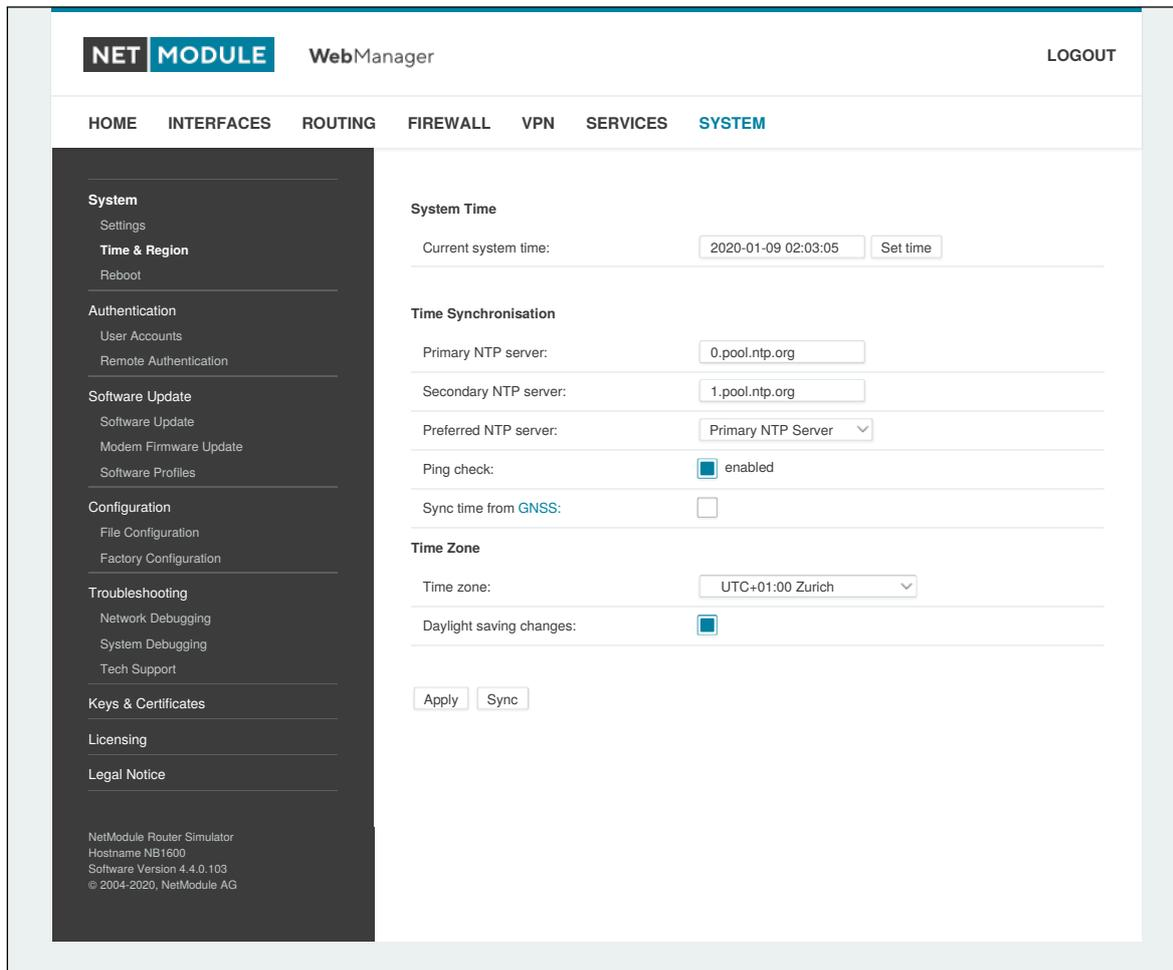 NET MODULE WebManager LOGOUT
HOME INTERFACES ROUTING FIREWALL VPN SERVICES SYSTEM
System
Settings
Time & Region
Reboot
Authentication
User Accounts
Remote Authentication
Software Update
Software Update
Modem Firmware Update
Software Profiles
Configuration
File Configuration
Factory Configuration
Troubleshooting
Network Debugging
System Debugging
Tech Support
Keys & Certificates
Licensing
Legal Notice
NetModule Router Simulator
Hostname NB1600
Software Version 4.4.0.103
© 2004-2020, NetModule AG
System Time
Current system time: 2020-01-09 02:03:05 Set time
Time Synchronisation
Primary NTP server: 0.pool.ntp.org
Secondary NTP server: 1.pool.ntp.org
Preferred NTP server: Primary NTP Server
Ping check: enabled
Sync time from GNSS:
Time Zone
Time zone: UTC+01:00 Zurich
Daylight saving changes:
Apply Sync